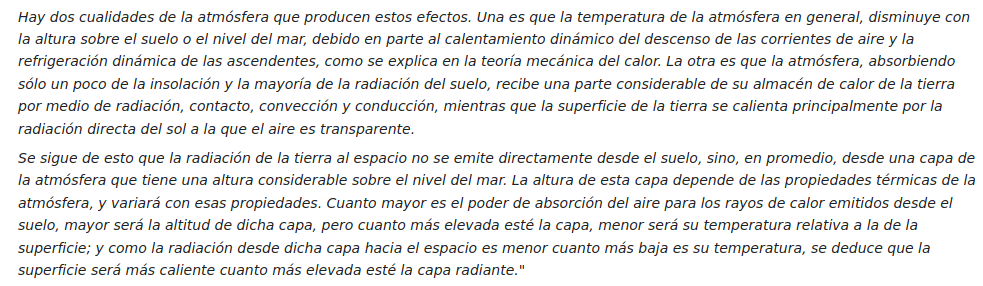 Hay dos cualidades de la atmósfera que producen estos efectos. Una es que la temperatura de la atmósfera en general, disminuye con
la altura sobre el suelo o el nivel del mar, debido en parte al calentamiento dinámico del descenso de las corrientes de aire y la
refrigeración dinámica de las ascendentes, como se explica en la teoría mecánica del calor. La otra es que la atmósfera, absorbiendo
sólo un poco de la insolación y la mayoría de la radiación del suelo, recibe una parte considerable de su almacén de calor de la tierra
por medio de radiación, contacto, convección y conducción, mientras que la superficie de la tierra se calienta principalmente por la
radiación directa del sol a la que el aire es transparente.
Se sigue de esto que la radiación de la tierra al espacio no se emite directamente desde el suelo, sino, en promedio, desde una capa de
la atmósfera que tiene una altura considerable sobre el nivel del mar. La altura de esta capa depende de las propiedades térmicas de la
atmósfera, y variará con esas propiedades. Cuanto mayor es el poder de absorción del aire para los rayos de calor emitidos desde el
suelo, mayor será la altitud de dicha capa, pero cuanto más elevada esté la capa, menor será su temperatura relativa a la de la
superficie; y como la radiación desde dicha capa hacia el espacio es menor cuanto más baja es su temperatura, se deduce que la
superficie será más caliente cuanto más elevada esté la capa radiante."